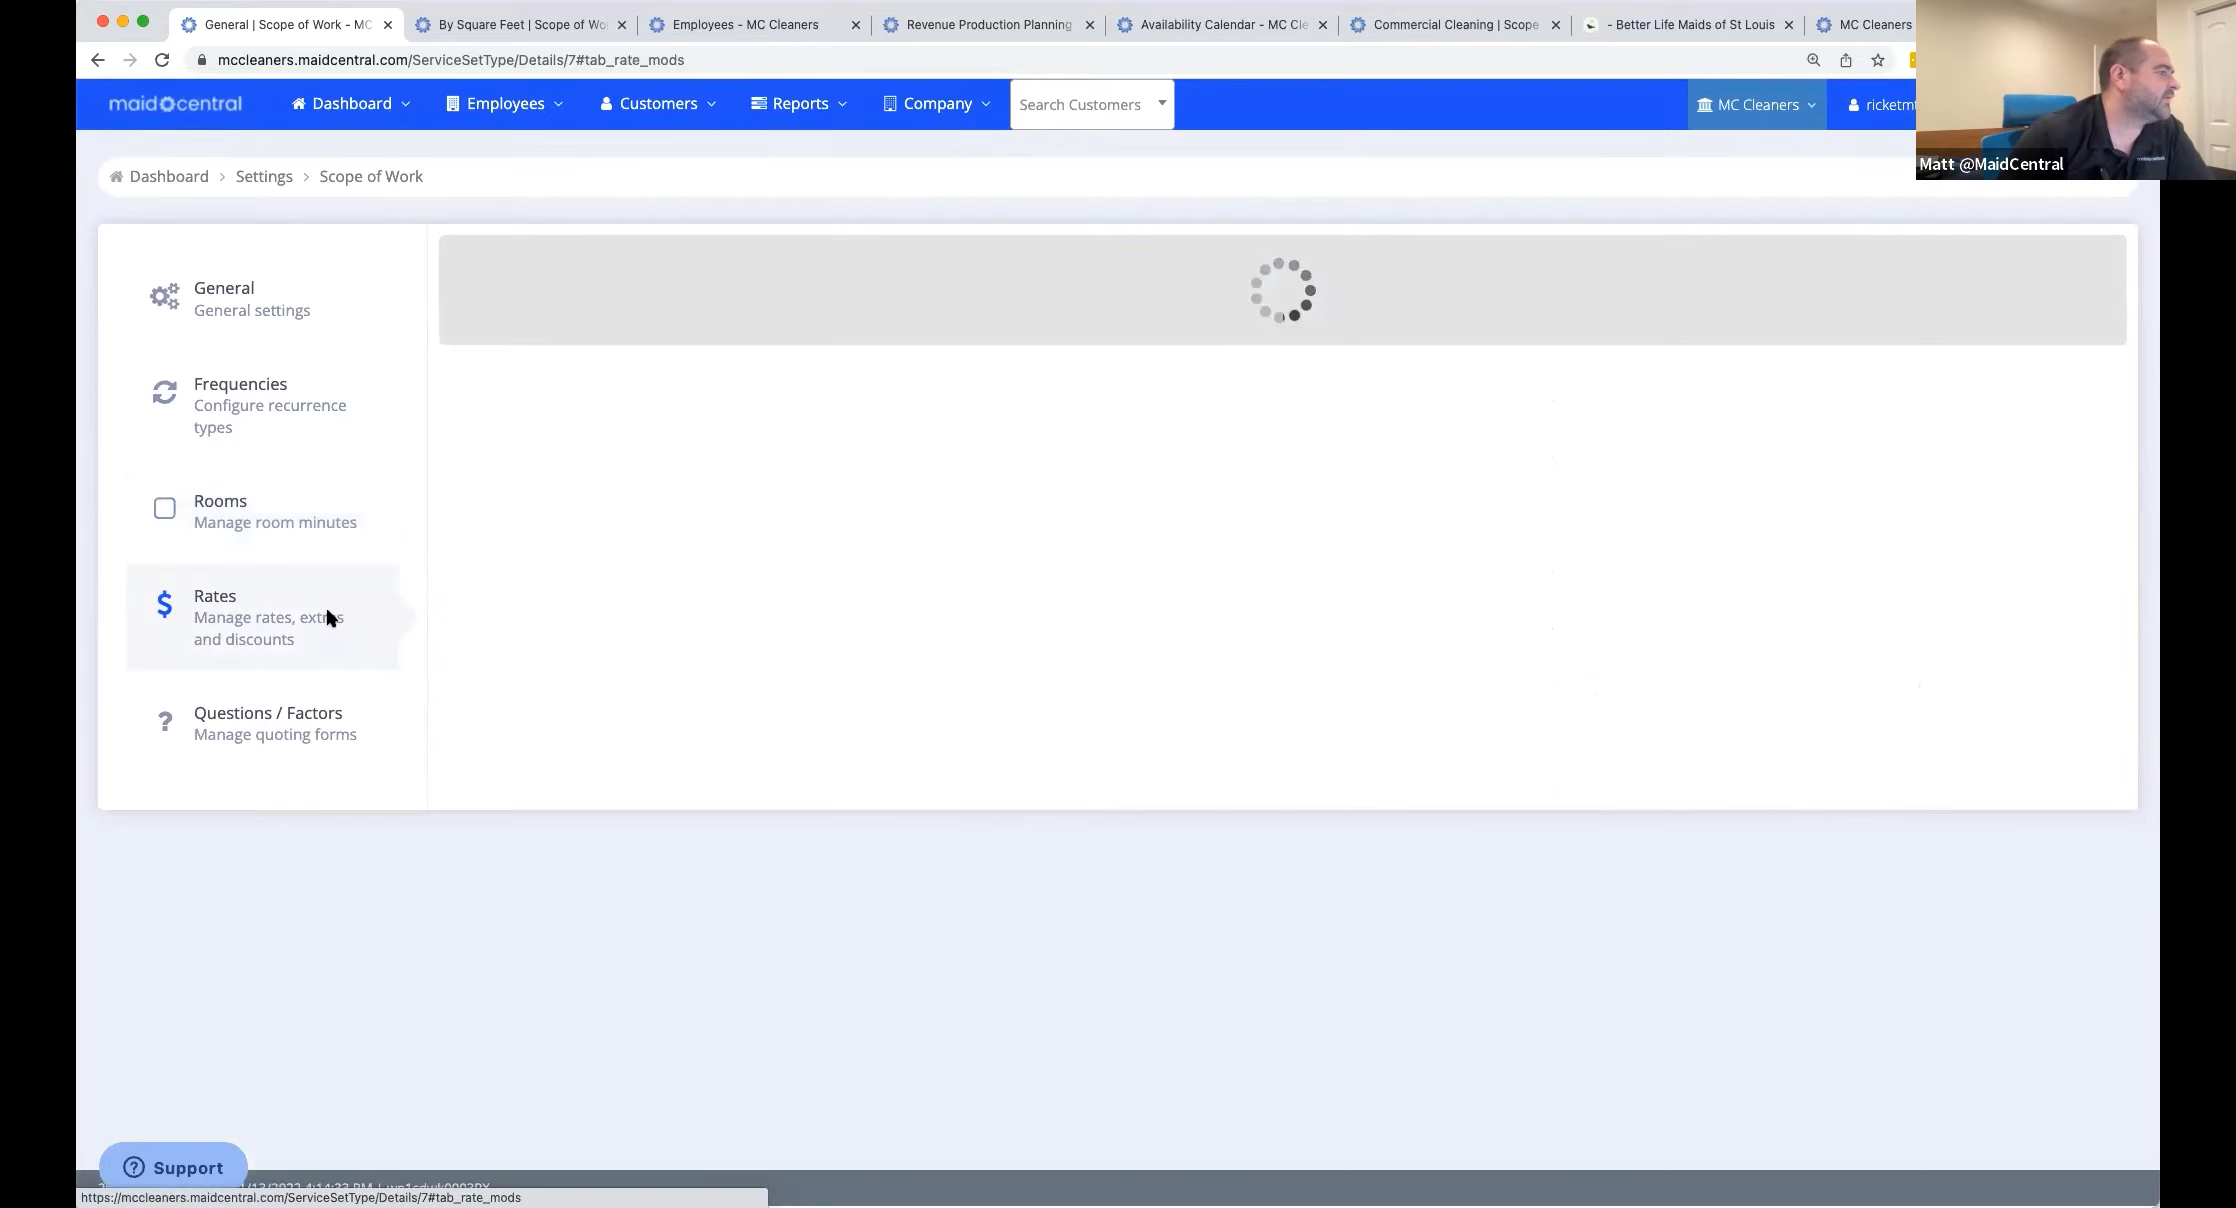 General | Scope of Work - MC
By Square Feet | Scope of Wo
Employees - MC Cleaners
Revenue Production Planning
Availability Calendar - MC Cle
Commercial Cleaning | Scope
- Better Life Maids of St Louis
MC Cleaners
mccleaners.maidcentral.com/ServiceSetType/Details/7#tab_rate_mods
maidcentral
Dashboard
Employees
Customers
Reports
Company
Search Customers
MC Cleaners
ricketmt
Matt @MaidCentral
Dashboard > Settings > Scope of Work
General
General settings
Frequencies
Configure recurrence
types
Rooms
Manage room minutes
Rates
Manage rates, extras
and discounts
Questions / Factors
Manage quoting forms
Support
https://mccleaners.maidcentral.com/ServiceSetType/Details/7#tab_rate_mods